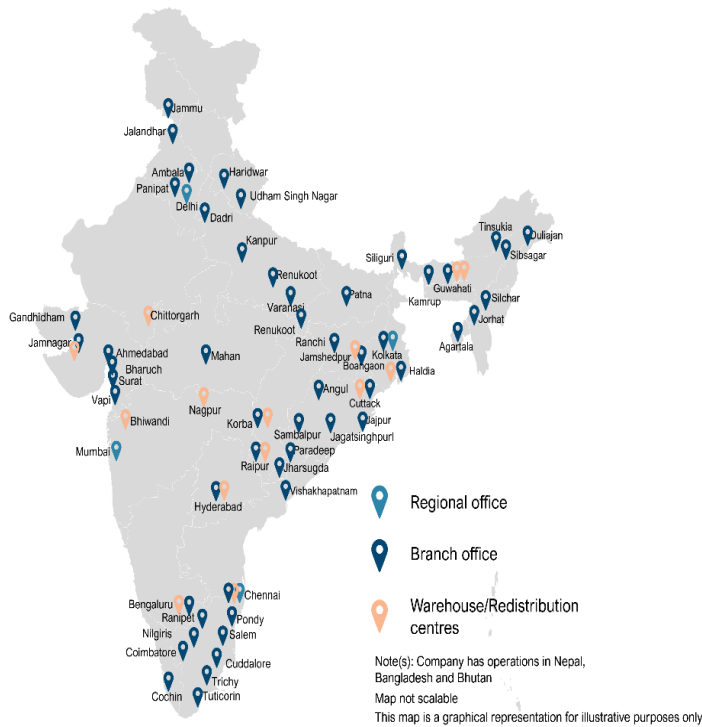 Jammu
Jalandhar
Ambala
Haridwar
Panipat
Udham Singh Nagar
Delhi
Dadri
Tinsukia
Duliajan
Kanpur
Sibsagar
Siliguri
Renukoot
Guwahati
Patna
Kamrup
Silchar
Varanasi
Gandhidham
Chittorgarh
Jorhat
Renukoot
Agartala
Jamnagar
Ranchi
Ahmedabad
Mahan
Jamshedpur
Kolkata
Bharuch
Boangaon
Haldia
Surat
Angul
Vapi
Nagpur
Cuttack
Bhiwandi
Korba
Jajpur
Sambalpur
Jagatsinghpurl
Mumbai
Paradeep
Raipur
Jharsugda
Vishakhapatnam
Hyderabad
Regional office
Branch office
Chennai
Bengaluru
Warehouse/Redistribution
centres
Ranipet
Pondy
Nilgiris
Salem
Coimbatore
Cuddalore
Note(s): Company has operations in Nepal,
Bangladesh and Bhutan
Trichy
Cochin
Tuticorin
Map not scalable
This map is a graphical representation for illustrative purposes only